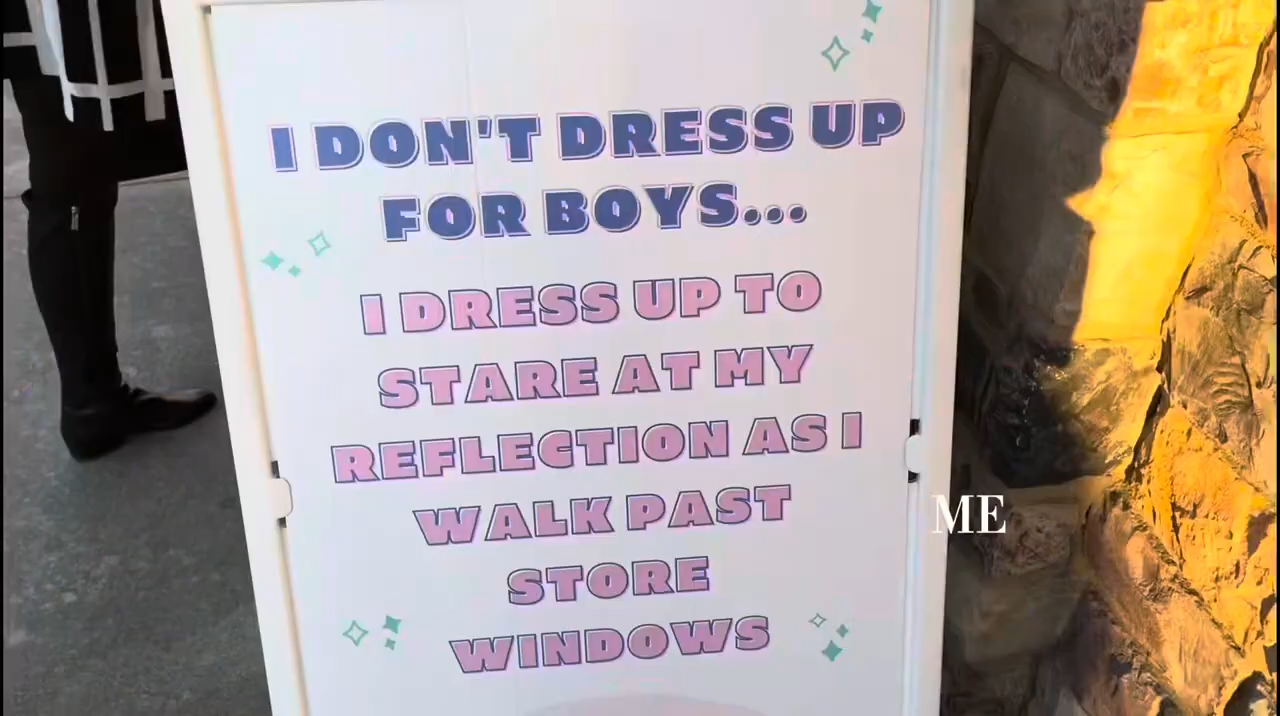 I DON'T DRESS UP
FOR BOYS...
I DRESS UP TO
STARE AT MY
REFLECTION AS I
WALK PAST
STORE
WINDOWS
ME